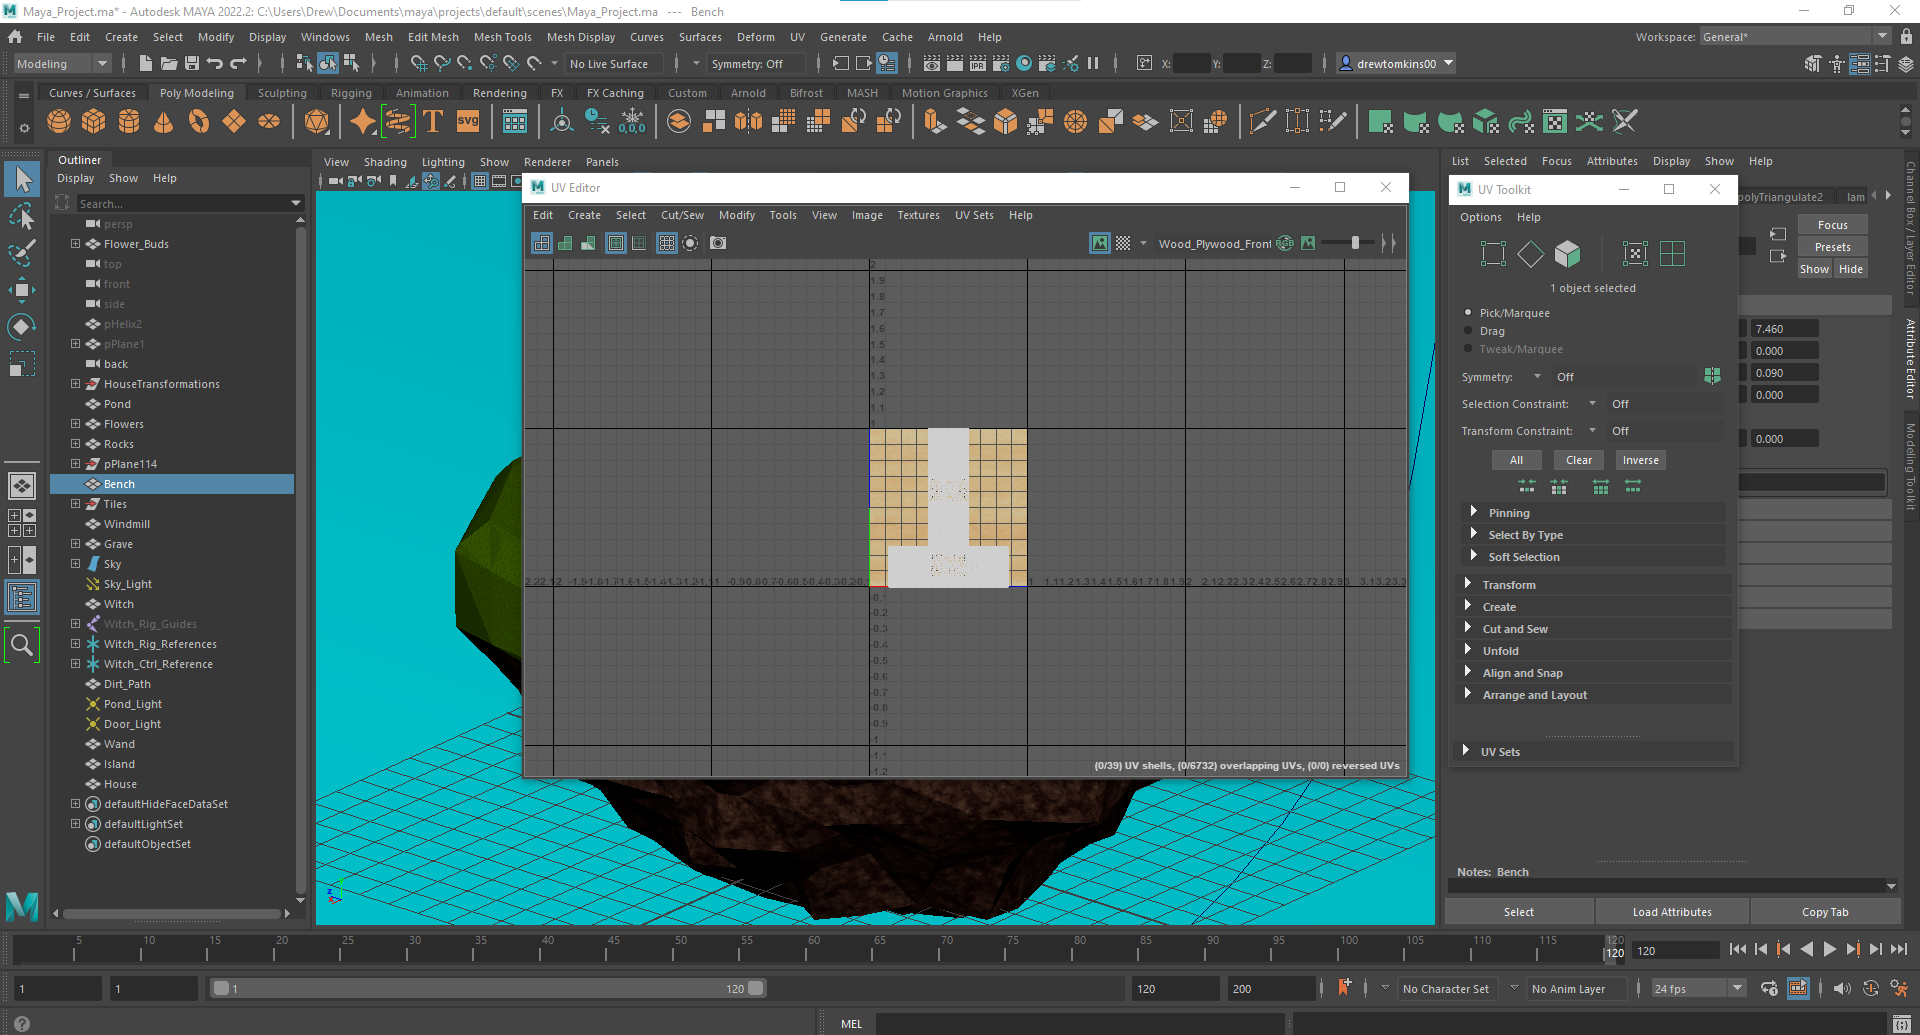 Maya_Project.ma* - Autodesk MAYA 2022.2: C:\Users\Drew\Documents\maya\projects\default\scenes\Maya_Project.ma   ---   Bench
File Edit Create Select Modify Display Windows Mesh Edit Mesh Mesh Tools Mesh Display Curves Surfaces Deform UV Generate Cache Arnold Help
Workspace: General*
Modeling No Live Surface Symmetry: Off X: Y: Z: drewtomkins00
Curves / Surfaces Poly Modeling Sculpting Rigging Animation Rendering FX FX Caching Custom Arnold Bifrost MASH Motion Graphics XGen
T svg 0,0,0
Outliner
Display Show Help
Search...
persp
Flower_Buds
top
front
side
pHelix2
pPlane1
back
HouseTransformations
Pond
Flowers
Rocks
pPlane114
Bench
Tiles
Windmill
Grave
Sky
Sky_Light
Witch
Witch_Rig_Guides
Witch_Rig_References
Witch_Ctrl_Reference
Dirt_Path
Pond_Light
Door_Light
Wand
Island
House
defaultHideFaceDataSet
defaultLightSet
defaultObjectSet
View Shading Lighting Show Renderer Panels
UV Editor
Edit Create Select Cut/Sew Modify Tools View Image Textures UV Sets Help
Wood_Plywood_Front
RGB
2
1.9
1.8
1.7
1.6
1.5
1.4
1.3
1.2
1.1
1
-0.1
-0.2
-0.3
-0.4
-0.5
-0.6
-0.7
-0.8
-0.9
-1
-1.1
-1.2
(0/39) UV shells, (0/6732) overlapping UVs, (0/0) reversed UVs
UV Toolkit
Options Help
1 object selected
Pick/Marquee
Drag
Tweak/Marquee
Symmetry: Off
Selection Constraint: Off
Transform Constraint: Off
All Clear Inverse
Pinning
Select By Type
Soft Selection
Transform
Create
Cut and Sew
Unfold
Align and Snap
Arrange and Layout
UV Sets
List Selected Focus Attributes Display Show Help
polyTriangulate2 lam
Focus
Presets
Show Hide
7.460
0.000
0.090
0.000
0.000
Notes: Bench
Select Load Attributes Copy Tab
Channel Box / Layer Editor
Attribute Editor
Modeling Toolkit
5 10 15 20 25 30 35 40 45 50 55 60 65 70 75 80 85 90 95 100 105 110 115 120
120 120
1 1 1 120 120 200 No Character Set No Anim Layer 24 fps
MEL